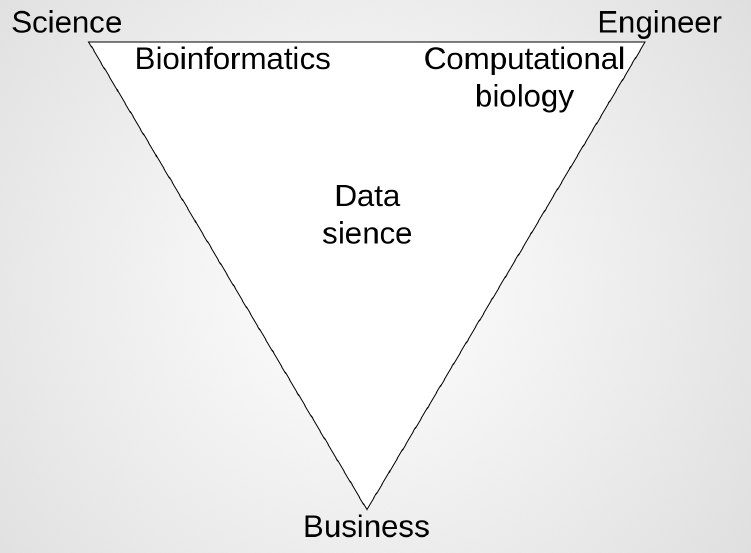 Science
Engineer
Bioinformatics
Computational
biology
Data
sience
Business